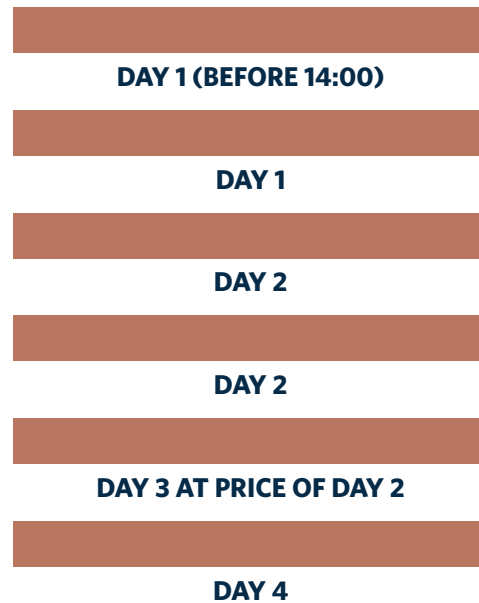 DAY 1 (BEFORE 14:00)
DAY 1
DAY 2
DAY 2
DAY 3 AT PRICE OF DAY 2
DAY 4